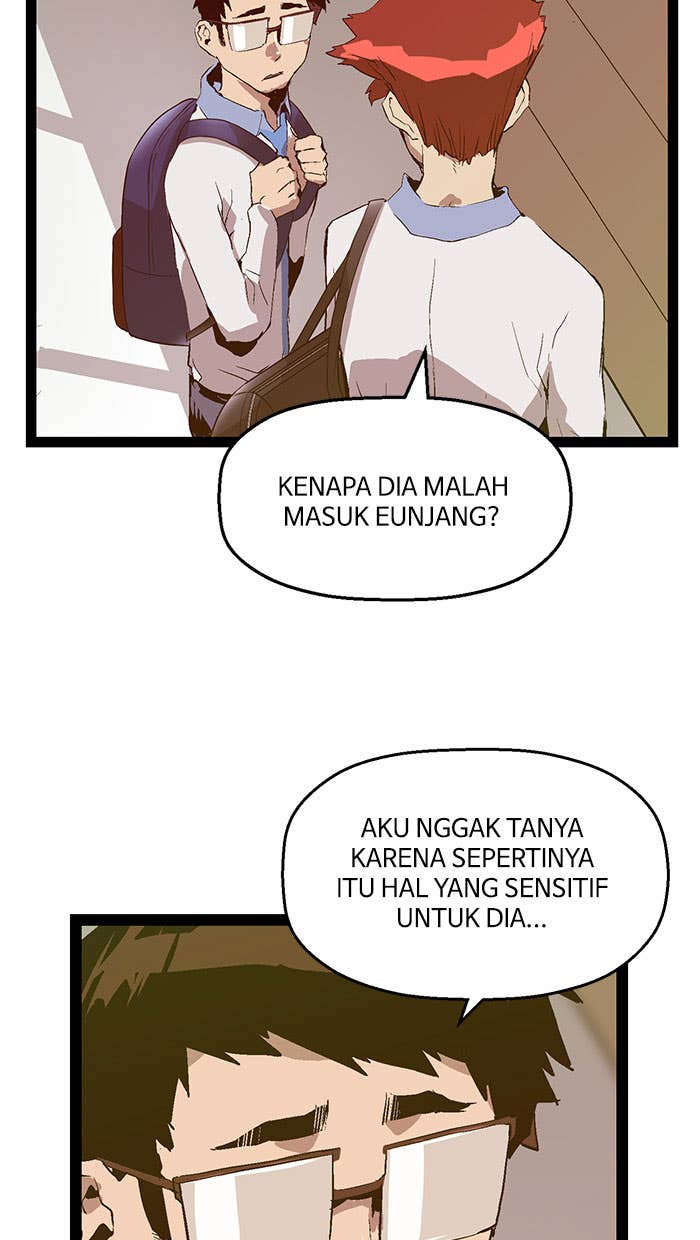 KENAPA DIA MALAH
MASUK EUNJANG?
AKU NGGAK TANYA
KARENA SEPERTINYA
ITU HAL YANG SENSITIF
UNTUK DIA...